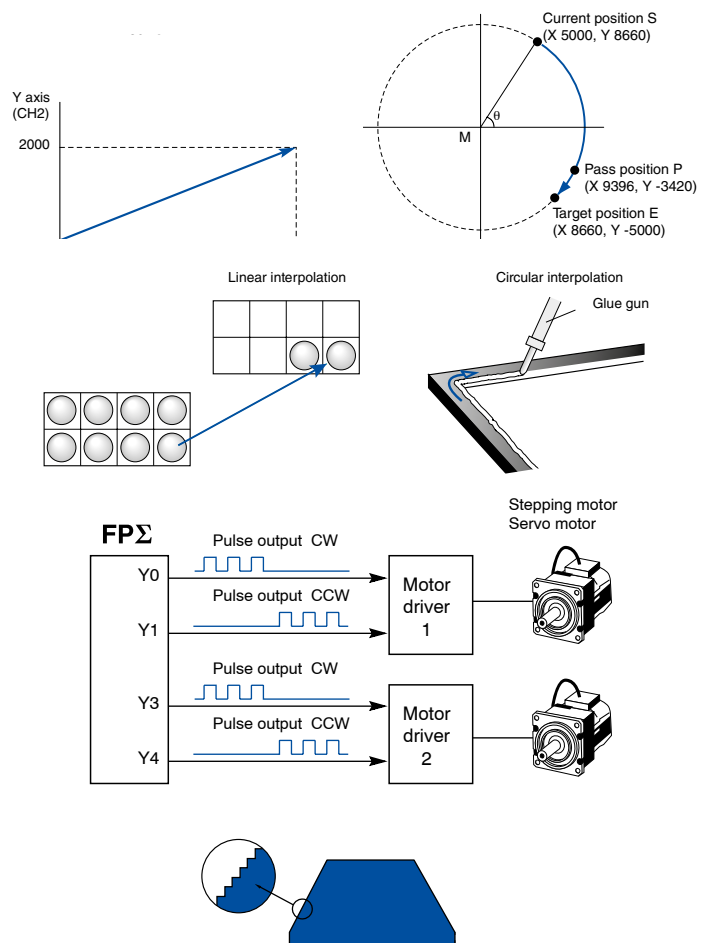 Current position S
(X 5000, Y 8660)
Y axis
(CH2)
2000
θ
M
Pass position P
(X 9396, Y -3420)
Target position E
(X 8660, Y -5000)
Linear interpolation
Circular interpolation
Glue gun
Stepping motor
Servo motor
FPΣ
Pulse output CW
Y0
Pulse output CCW
Y1
Motor
driver
1
Pulse output CW
Y3
Pulse output CCW
Y4
Motor
driver
2